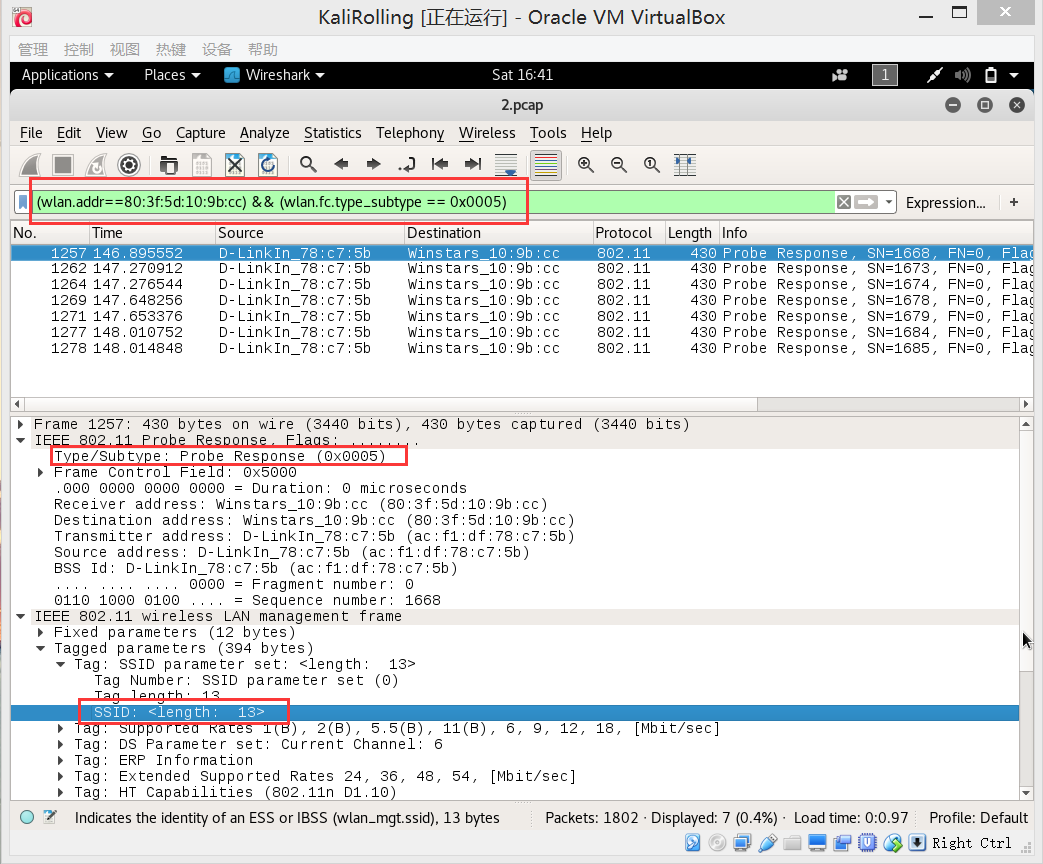 KaliRolling [正在运行] - Oracle VM VirtualBox
管理 控制 视图 热键 设备 帮助
Applications Places Wireshark Sat 16:41 1
2.pcap
File Edit View Go Capture Analyze Statistics Telephony Wireless Tools Help
(wlan.addr==80:3f:5d:10:9b:cc) && (wlan.fc.type_subtype == 0x0005) Expression... +
No. Time Source Destination Protocol Length Info
1257 146.895552 D-LinkIn_78:c7:5b Winstars_10:9b:cc 802.11 430 Probe Response, SN=1668, FN=0, Flag
1262 147.270912 D-LinkIn_78:c7:5b Winstars_10:9b:cc 802.11 430 Probe Response, SN=1673, FN=0, Flag
1264 147.276544 D-LinkIn_78:c7:5b Winstars_10:9b:cc 802.11 430 Probe Response, SN=1674, FN=0, Flag
1269 147.648256 D-LinkIn_78:c7:5b Winstars_10:9b:cc 802.11 430 Probe Response, SN=1678, FN=0, Flag
1271 147.653376 D-LinkIn_78:c7:5b Winstars_10:9b:cc 802.11 430 Probe Response, SN=1679, FN=0, Flag
1277 148.010752 D-LinkIn_78:c7:5b Winstars_10:9b:cc 802.11 430 Probe Response, SN=1684, FN=0, Flag
1278 148.014848 D-LinkIn_78:c7:5b Winstars_10:9b:cc 802.11 430 Probe Response, SN=1685, FN=0, Flag
Frame 1257: 430 bytes on wire (3440 bits), 430 bytes captured (3440 bits)
IEEE 802.11 Probe Response, Flags: ........
Type/Subtype: Probe Response (0x0005)
Frame Control Field: 0x5000
.000 0000 0000 0000 = Duration: 0 microseconds
Receiver address: Winstars_10:9b:cc (80:3f:5d:10:9b:cc)
Destination address: Winstars_10:9b:cc (80:3f:5d:10:9b:cc)
Transmitter address: D-LinkIn_78:c7:5b (ac:f1:df:78:c7:5b)
Source address: D-LinkIn_78:c7:5b (ac:f1:df:78:c7:5b)
BSS Id: D-LinkIn_78:c7:5b (ac:f1:df:78:c7:5b)
.... .... .... 0000 = Fragment number: 0
0110 1000 0100 .... = Sequence number: 1668
IEEE 802.11 wireless LAN management frame
Fixed parameters (12 bytes)
Tagged parameters (394 bytes)
Tag: SSID parameter set: <length: 13>
Tag Number: SSID parameter set (0)
Tag length: 13
SSID: <length: 13>
Tag: Supported Rates 1(B), 2(B), 5.5(B), 11(B), 6, 9, 12, 18, [Mbit/sec]
Tag: DS Parameter set: Current Channel: 6
Tag: ERP Information
Tag: Extended Supported Rates 24, 36, 48, 54, [Mbit/sec]
Tag: HT Capabilities (802.11n D1.10)
Indicates the identity of an ESS or IBSS (wlan_mgt.ssid), 13 bytes Packets: 1802 · Displayed: 7 (0.4%) · Load time: 0:0.97 Profile: Default
Right Ctrl